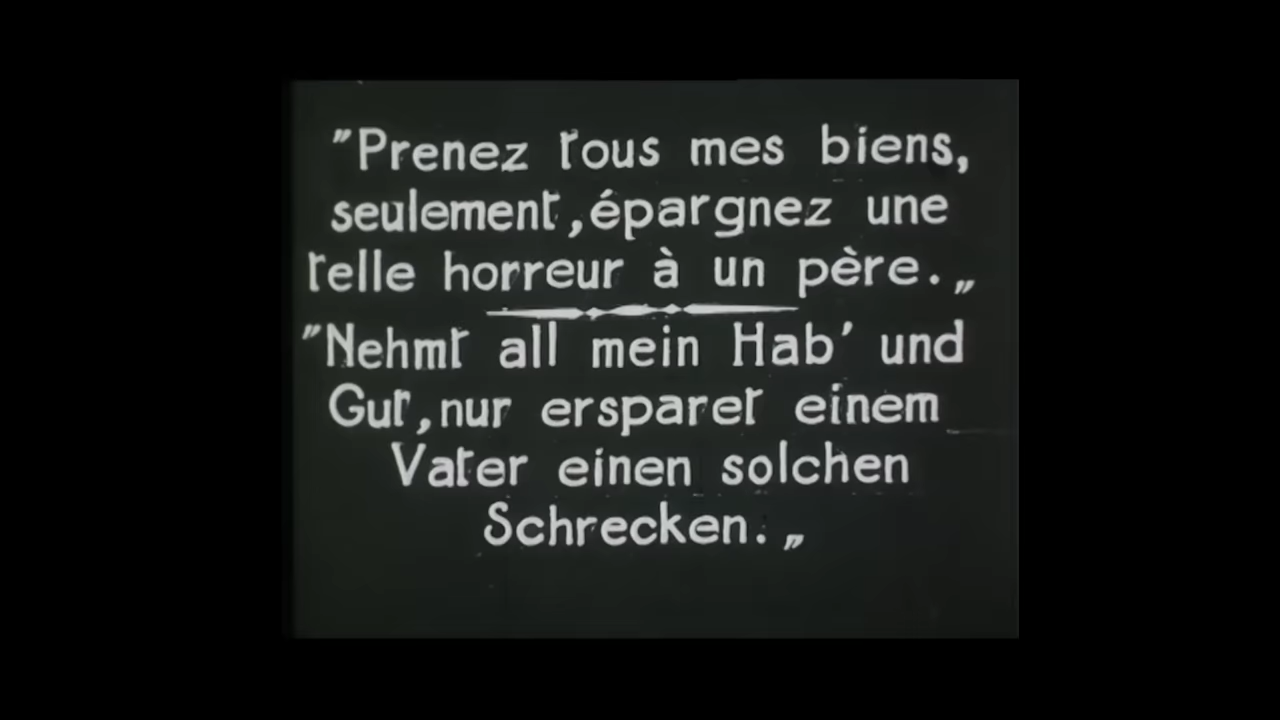 "Prenez tous mes biens,
seulement, épargnez une
telle horreur à un père.„
"Nehmt all mein Hab' und
Gut, nur ersparet einem
Vater einen solchen
Schrecken.„